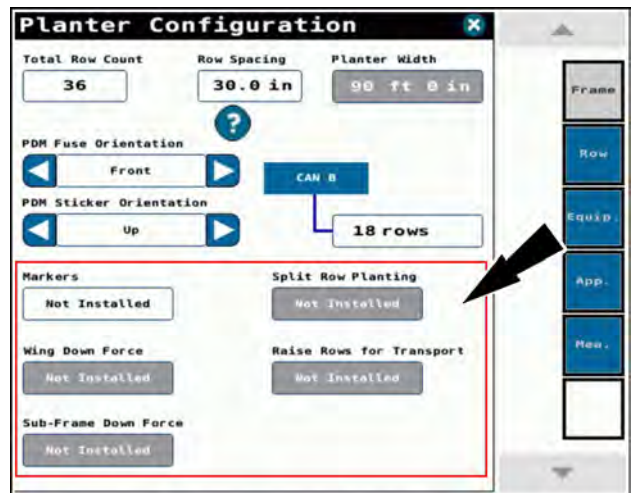 Planter Configuration
Total Row Count
Row Spacing
Planter Width
36
30.0 in
90 ft 0 in
Frame
?
PDM Fuse Orientation
Row
Front
CAN B
PDM Sticker Orientation
Equip.
Up
18 rows
Markers
Split Row Planting
App.
Not Installed
Not Installed
Wing Down Force
Raise Rows for Transport
Mea.
Not Installed
Not Installed
Sub-Frame Down Force
Not Installed